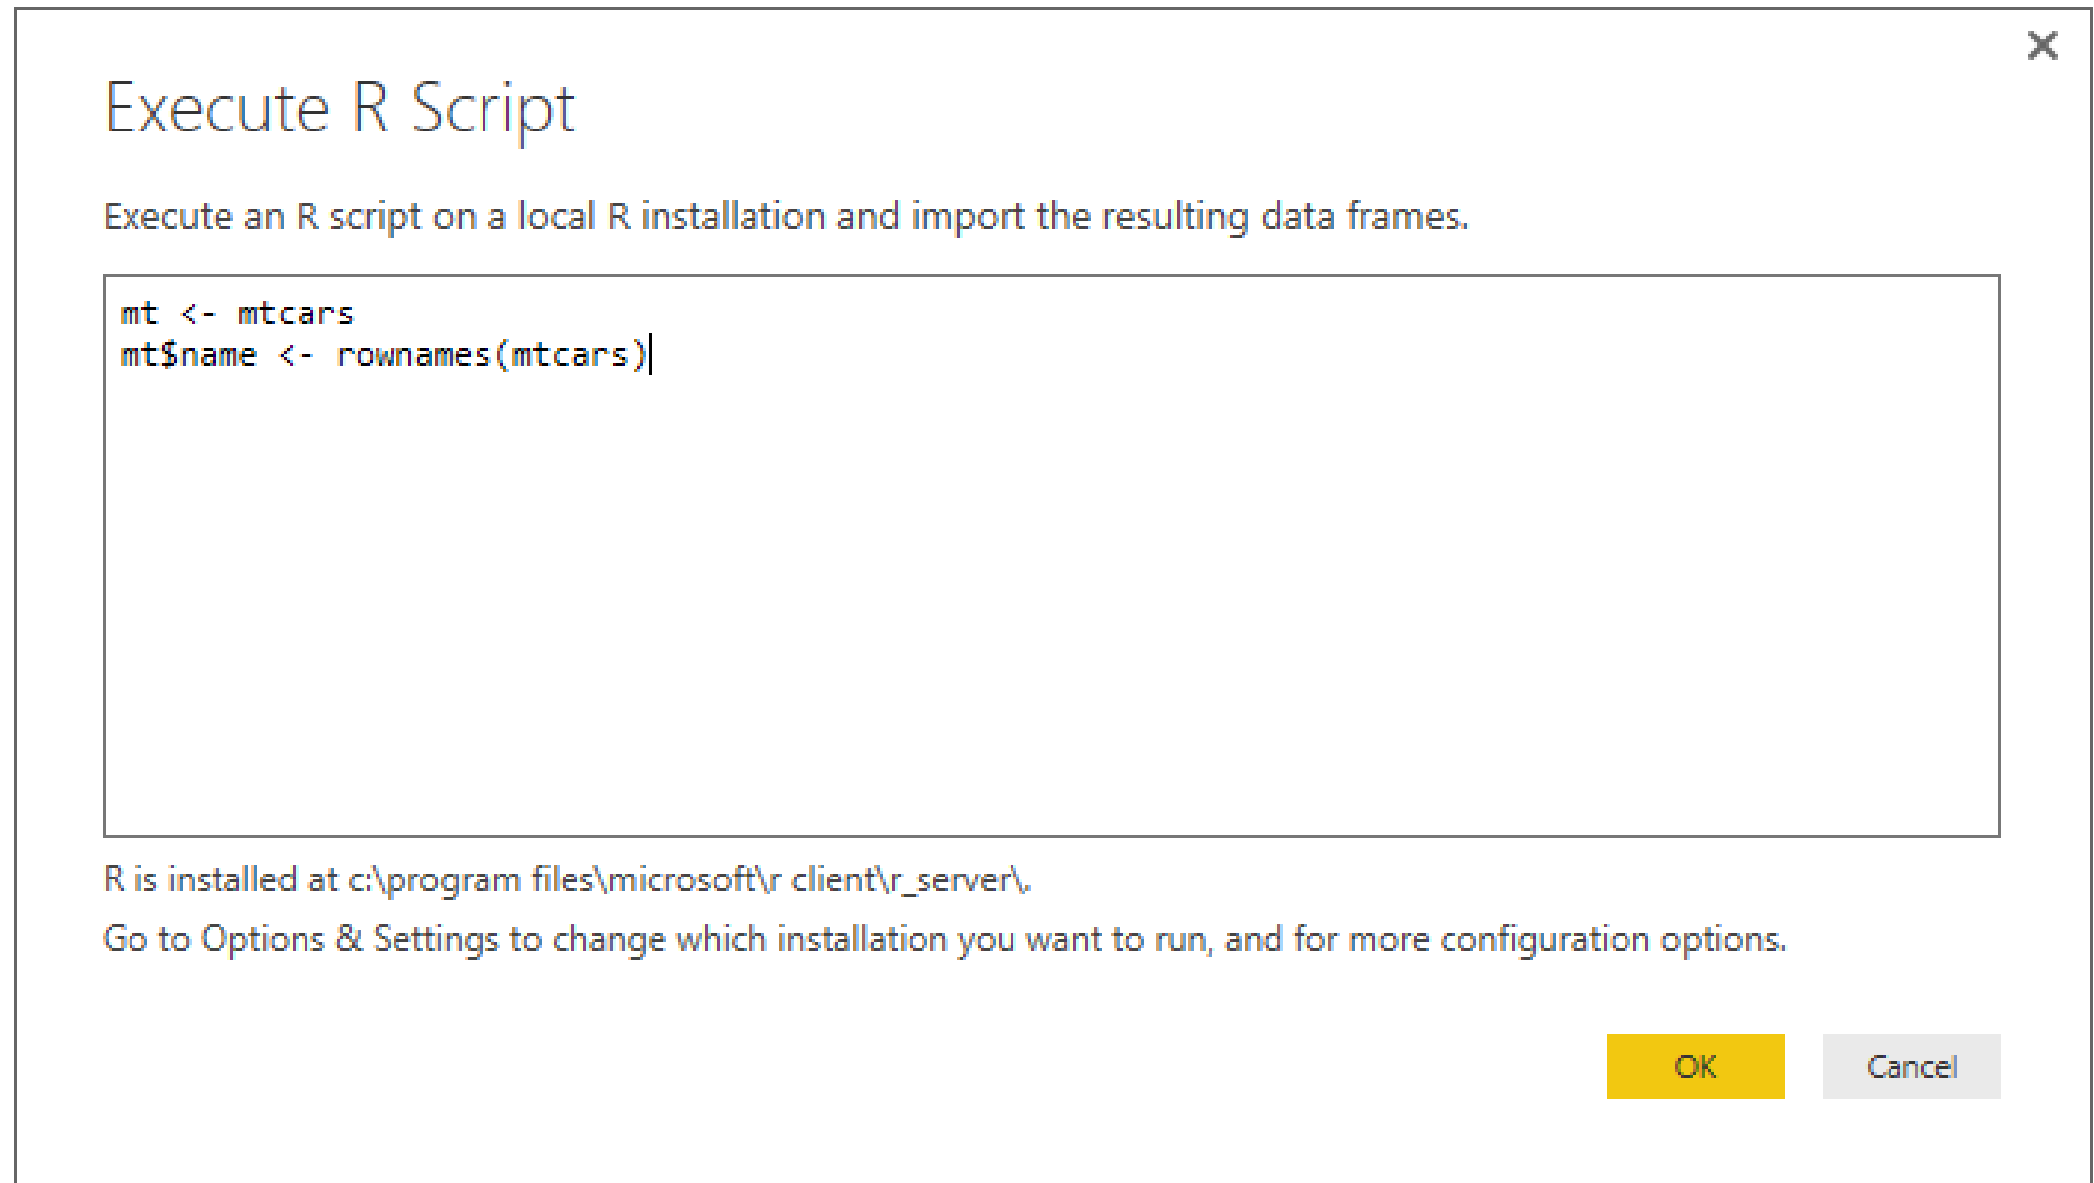 Execute R Script
Execute an R script on a local R installation and import the resulting data frames.
mt <- mtcars
mt$name <- rownames(mtcars)
R is installed at c:\program files\microsoft\r client\r_server\.
Go to Options & Settings to change which installation you want to run, and for more configuration options.
OK
Cancel